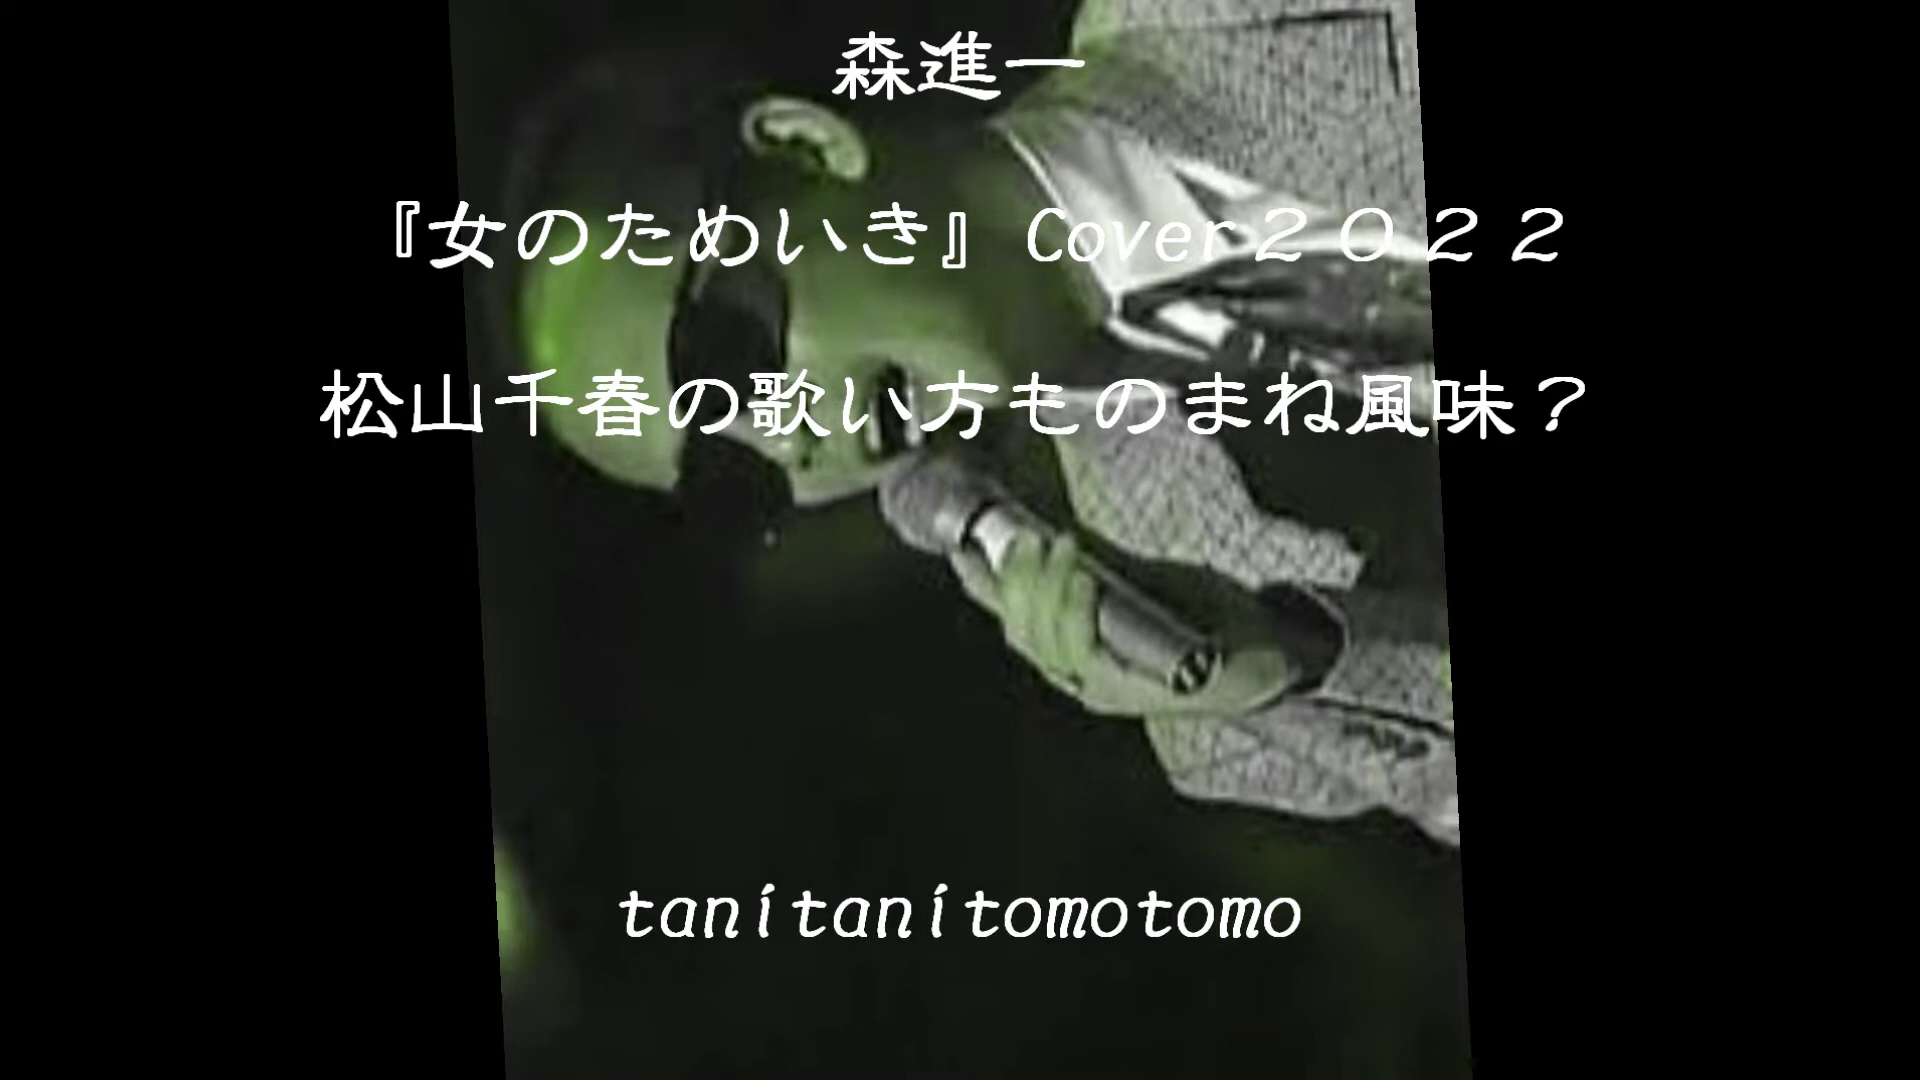 森進一
『女のためいき』Cover２０２２
松山千春の歌い方ものまね風味？
tanitanitomotomo